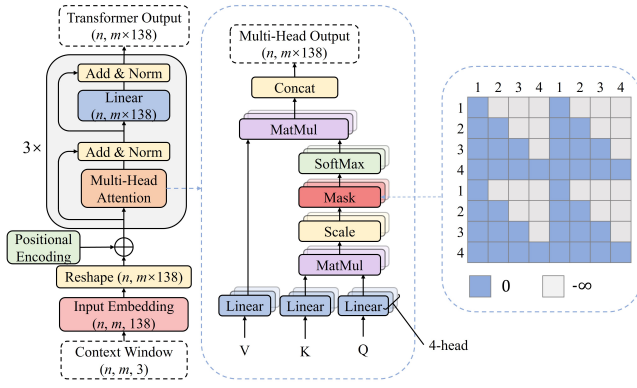 Transformer Output
(n, m×138)
Add & Norm
Linear
(n, m×138)
3×
Add & Norm
Multi-Head
Attention
Positional
Encoding
Reshape (n, m×138)
Input Embedding
(n, m, 138)
Context Window
(n, m, 3)
Multi-Head Output
(n, m×138)
Concat
MatMul
SoftMax
Mask
Scale
MatMul
Linear Linear Linear
V K Q
4-head
1 2 3 4 1 2 3 4
1
2
3
4
1
2
3
4
0 -∞